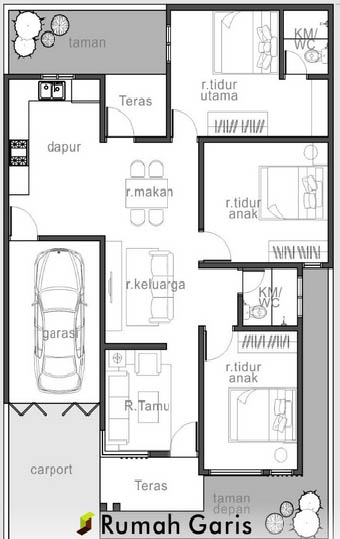 taman
KM/
WC
r.tidur
utama
Teras
dapur
r.makan
r.tidur
anak
r.keluarga
KM/
WC
garasi
r.tidur
anak
R.Tamu
carport
Teras
taman
depan
Rumah Garis